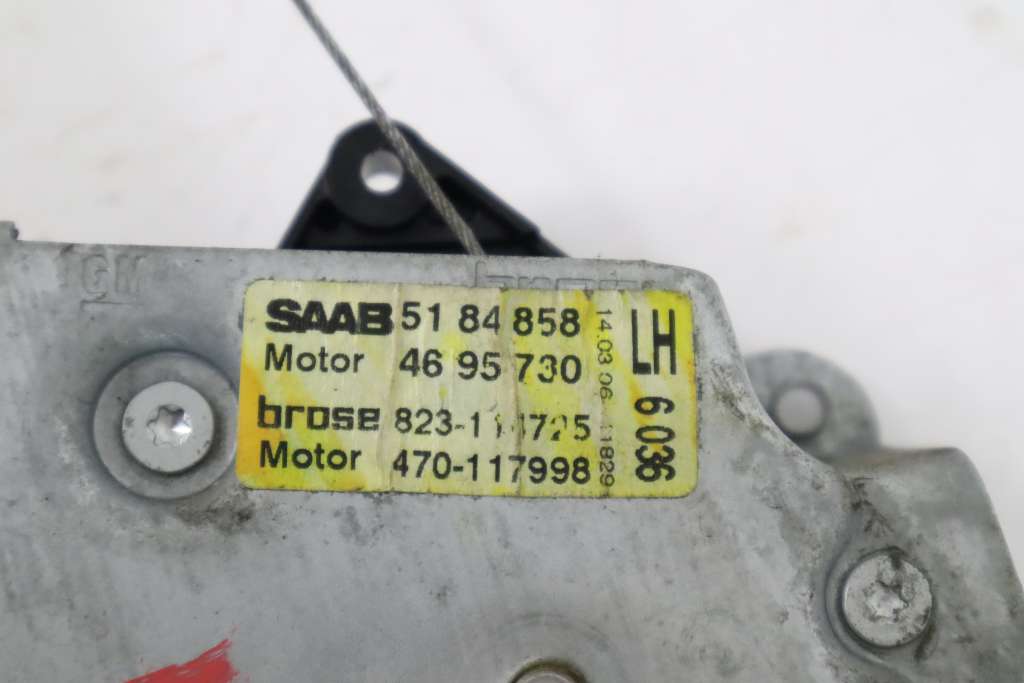 GM
SAAB 51 84 858
Motor 46 95 730
brose
Motor 470-117998
14.03 06
LH
6 036